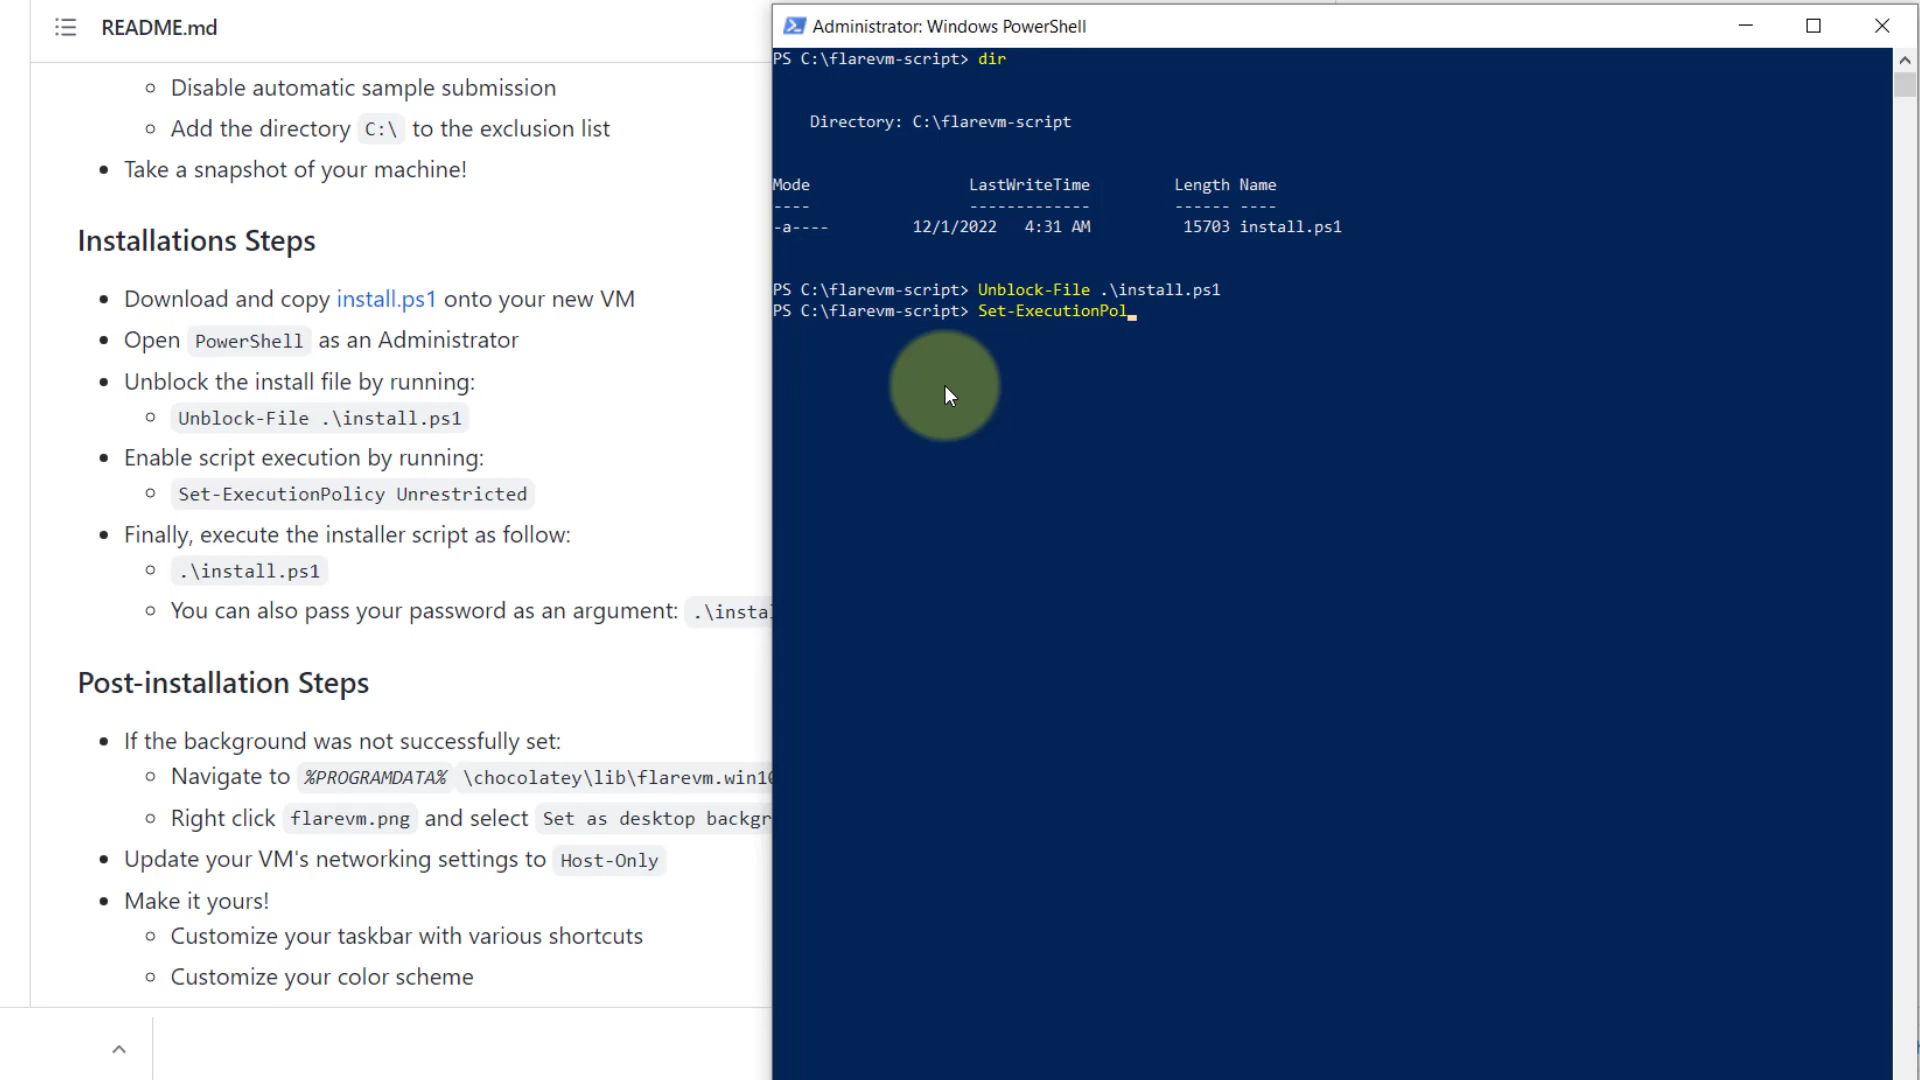 README.md
Disable automatic sample submission
Add the directory C:\ to the exclusion list
Take a snapshot of your machine!
Installations Steps
Download and copy install.ps1 onto your new VM
Open PowerShell as an Administrator
Unblock the install file by running:
Unblock-File .\install.ps1
Enable script execution by running:
Set-ExecutionPolicy Unrestricted
Finally, execute the installer script as follow:
.\install.ps1
You can also pass your password as an argument: .\instal
Post-installation Steps
If the background was not successfully set:
Navigate to %PROGRAMDATA% \chocolatey\lib\flarevm.win10
Right click flarevm.png and select Set as desktop backgr
Update your VM's networking settings to Host-Only
Make it yours!
Customize your taskbar with various shortcuts
Customize your color scheme
Administrator: Windows PowerShell
PS C:\flarevm-script> dir
Directory: C:\flarevm-script
Mode LastWriteTime Length Name
---- ------------- ------ ----
-a---- 12/1/2022 4:31 AM 15703 install.ps1
PS C:\flarevm-script> Unblock-File .\install.ps1
PS C:\flarevm-script> Set-ExecutionPol_